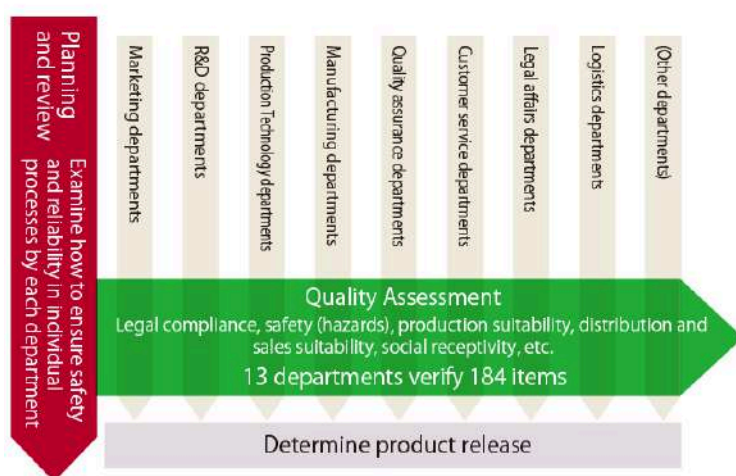 Planning
and review
Examine how to ensure safety
and reliability in individual
processes by each department
Marketing departments
R&D departments
Production Technology departments
Manufacturing departments
Quality assurance departments
Customer service departments
Legal affairs departments
Logistics departments
(Other departments)
Quality Assessment
Legal compliance, safety (hazards), production suitability, distribution and
sales suitability, social receptivity, etc.
13 departments verify 184 items
Determine product release